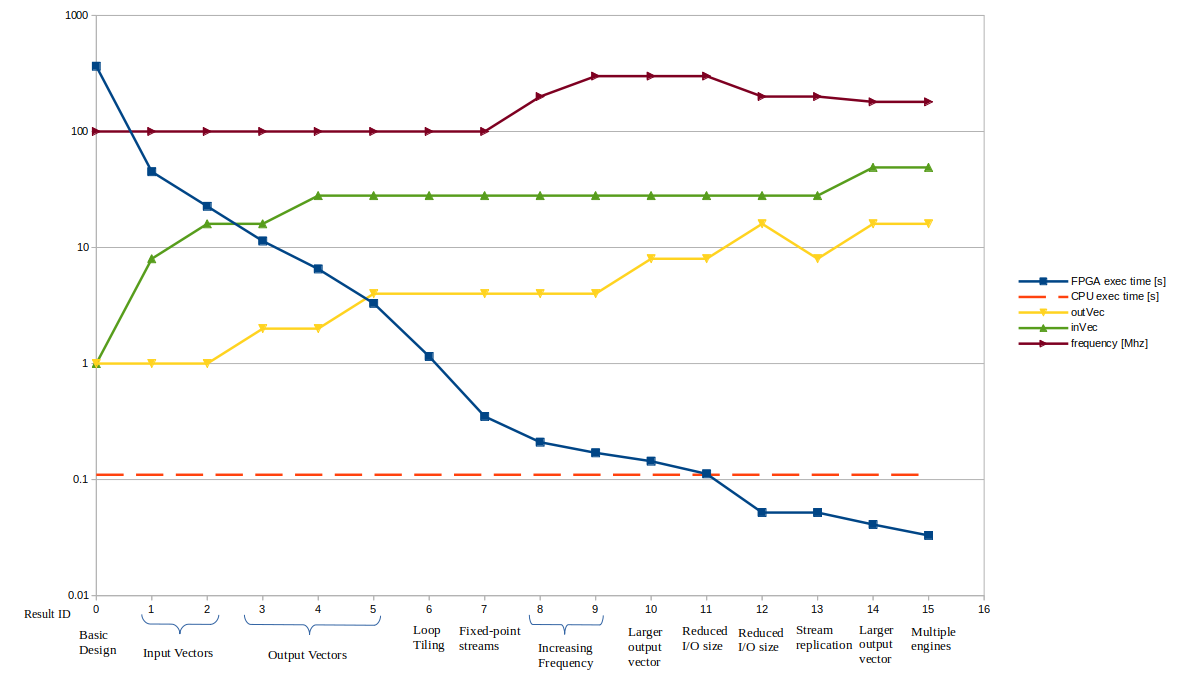 1000
100
10
1
0.1
0.01
FPGA exec time [s]
CPU exec time [s]
outVec
inVec
frequency [Mhz]
Result ID 0 1 2 3 4 5 6 7 8 9 10 11 12 13 14 15 16
Basic
Design
Input Vectors
Output Vectors
Loop
Tiling
Fixed-point
streams
Increasing
Frequency
Larger
output
vector
Reduced
I/O size
Reduced
I/O size
Stream
replication
Larger
output
vector
Multiple
engines